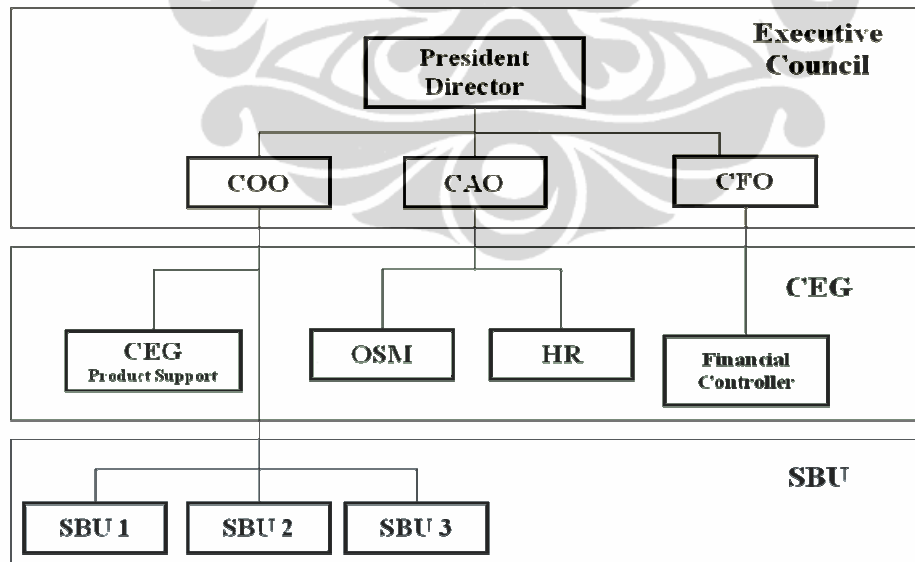 Executive
Council
President
Director
COO
CAO
CFO
CEG
CEG
Product Support
OSM
HR
Financial
Controller
SBU
SBU 1
SBU 2
SBU 3